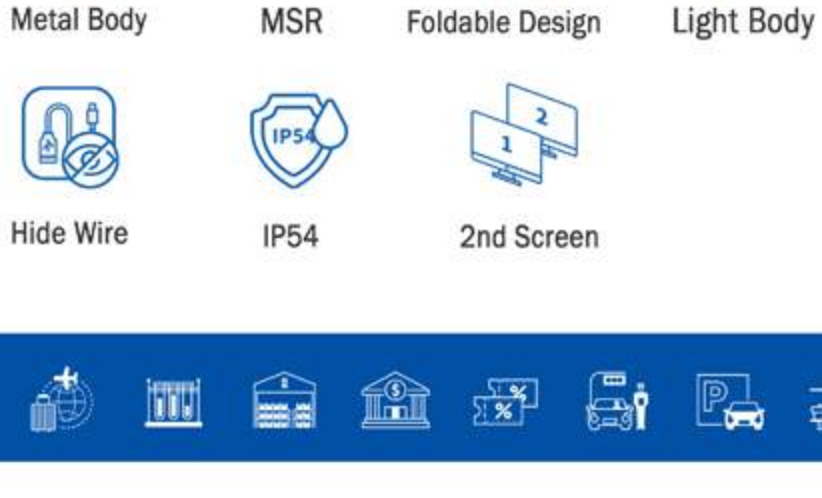 Metal Body MSR Foldable Design Light Body
IP54
1 2
Hide Wire IP54 2nd Screen
$ % % P